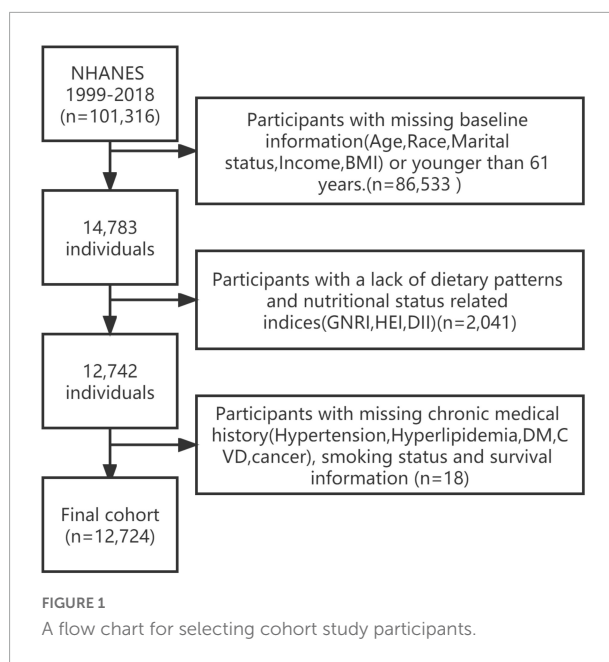 NHANES
1999-2018
(n=101,316)
Participants with missing baseline
information(Age,Race,Marital
status,Income,BMI) or younger than 61
years.(n=86,533 )
14,783
individuals
Participants with a lack of dietary patterns
and nutritional status related
indices(GNRI,HEI,DII)(n=2,041)
12,742
individuals
Participants with missing chronic medical
history(Hypertension,Hyperlipidemia,DM,C
VD,cancer), smoking status and survival
information (n=18)
Final cohort
(n=12,724)
FIGURE 1
A flow chart for selecting cohort study participants.